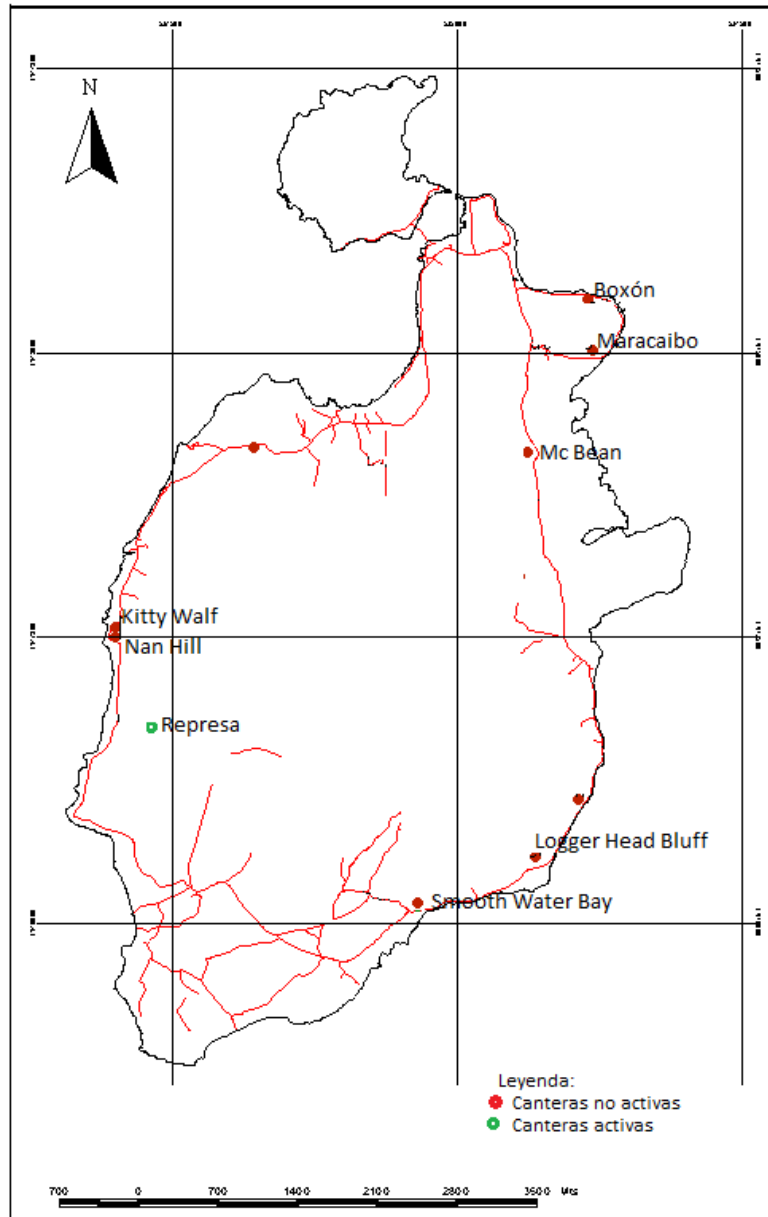 N
Boxón
Maracaibo
Mc Bean
Kitty Walf
Nan Hill
Represa
Logger Head Bluff
Smooth Water Bay
Leyenda:
Canteras no activas
Canteras activas
700 0 700 1400 2100 2800 3500 Mts